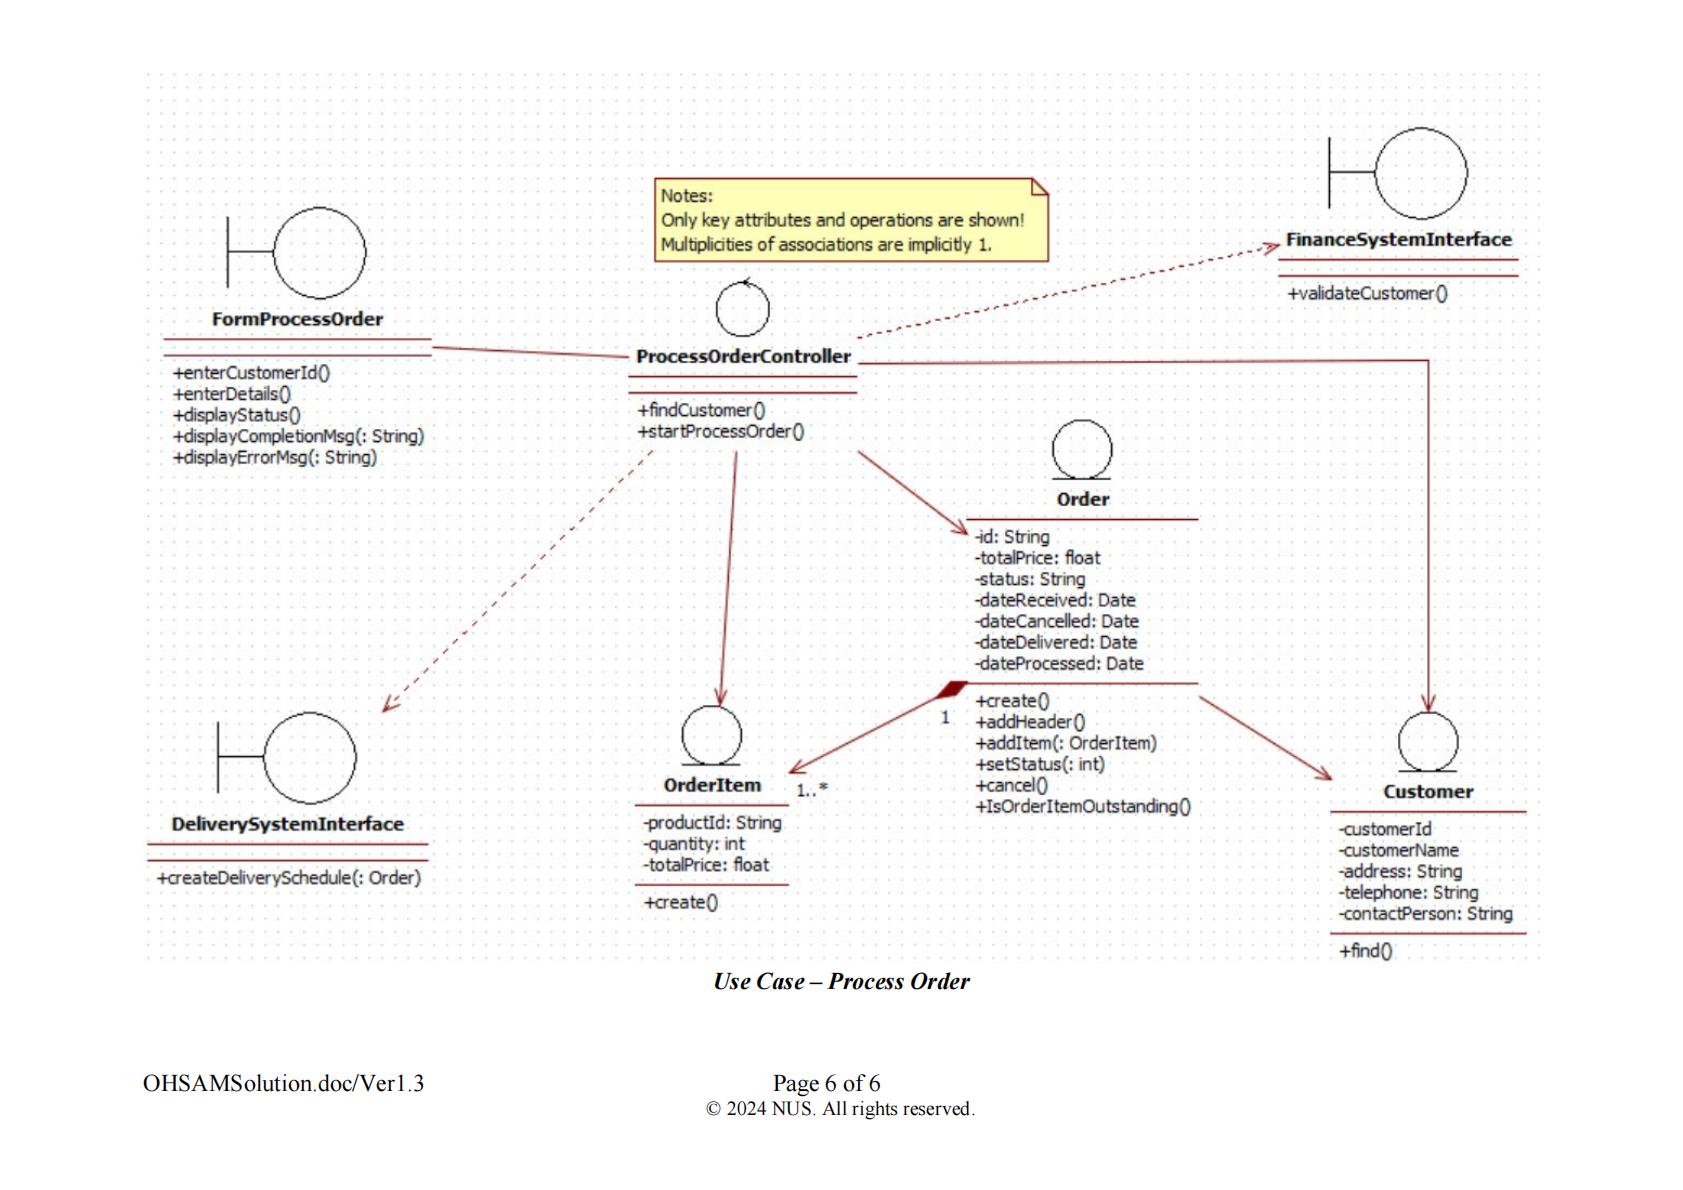 Notes:
Only key attributes and operations are shown!
Multiplicities of associations are implicitly 1.
FinanceSystemInterface
+validateCustomer()
FormProcessOrder
+enterCustomerId()
+enterDetails()
+displayStatus()
+displayCompletionMsg(: String)
+displayErrorMsg(: String)
ProcessOrderController
+findCustomer()
+startProcessOrder()
Order
-id: String
-totalPrice: float
-status: String
-dateReceived: Date
-dateCancelled: Date
-dateDelivered: Date
-dateProcessed: Date
+create()
+addHeader()
+addItem(: OrderItem)
+setStatus(: int)
+cancel()
+IsOrderItemOutstanding()
1
1..*
DeliverySystemInterface
+createDeliverySchedule(: Order)
OrderItem
-productId: String
-quantity: int
-totalPrice: float
+create()
Customer
-customerId
-customerName
-address: String
-telephone: String
-contactPerson: String
+find()
Use Case – Process Order
OHSAMSolution.doc/Ver1.3
Page 6 of 6
© 2024 NUS. All rights reserved.